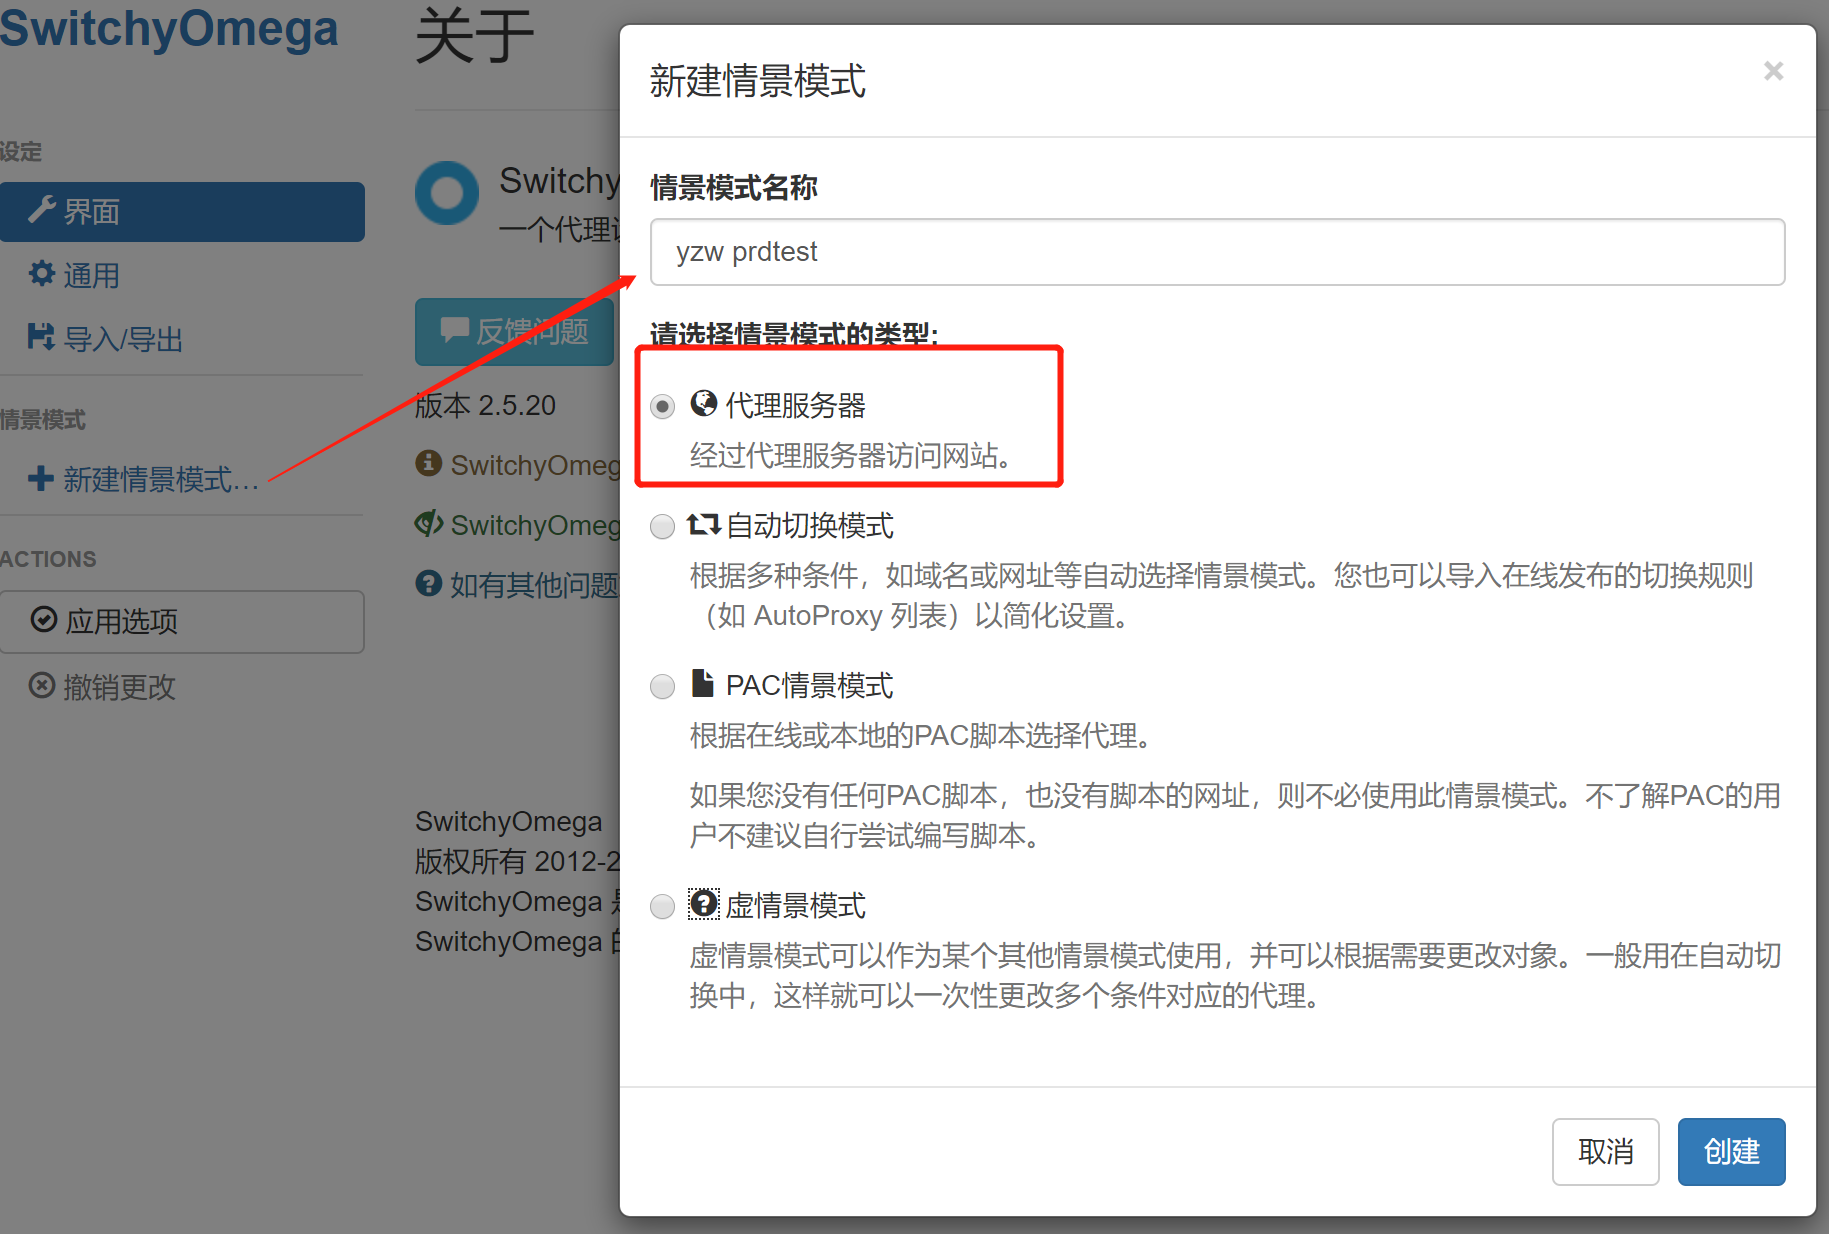 SwitchyOmega
设定
界面
通用
导入/导出
情景模式
新建情景模式...
ACTIONS
应用选项
撤销更改
关于
Switchy
一个代理
反馈问题
版本 2.5.20
SwitchyOmeg
SwitchyOmeg
如有其他问题
SwitchyOmega
版权所有 2012-2
SwitchyOmega
SwitchyOmega
新建情景模式
×
情景模式名称
yzw prdtest
请选择情景模式的类型:
代理服务器
经过代理服务器访问网站。
自动切换模式
根据多种条件，如域名或网址等自动选择情景模式。您也可以导入在线发布的切换规则
（如 AutoProxy 列表）以简化设置。
PAC情景模式
根据在线或本地的PAC脚本选择代理。
如果您没有任何PAC脚本，也没有脚本的网址，则不必使用此情景模式。不了解PAC的用
户不建议自行尝试编写脚本。
虚情景模式
虚情景模式可以作为某个其他情景模式使用，并可以根据需要更改对象。一般用在自动切
换中，这样就可以一次性更改多个条件对应的代理。
取消
创建